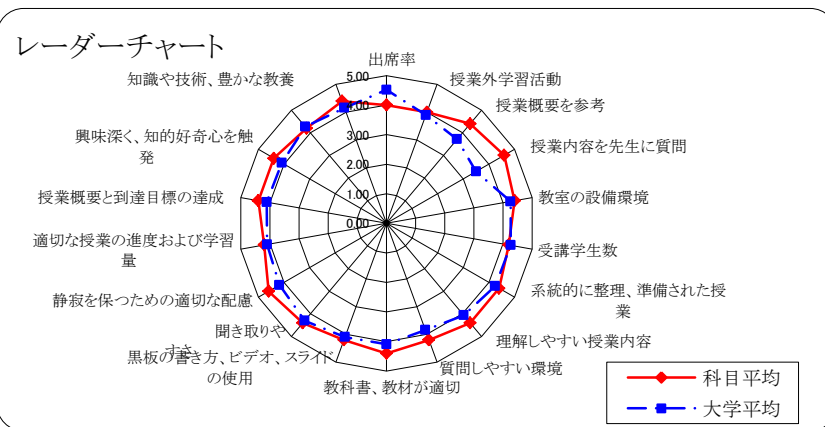 レーダーチャート
出席率
授業外学習活動
授業概要を参考
授業内容を先生に質問
教室の設備環境
受講学生数
系統的に整理、準備された授
業
理解しやすい授業内容
質問しやすい環境
教科書、教材が適切
黒板の書き方、ビデオ、スライド
の使用
聞き取りや
すさ
静寂を保つための適切な配慮
適切な授業の進度および学習
量
授業概要と到達目標の達成
興味深く、知的好奇心を触
発
知識や技術、豊かな教養
5.00
4.00
3.00
2.00
1.00
0.00
科目平均
大学平均